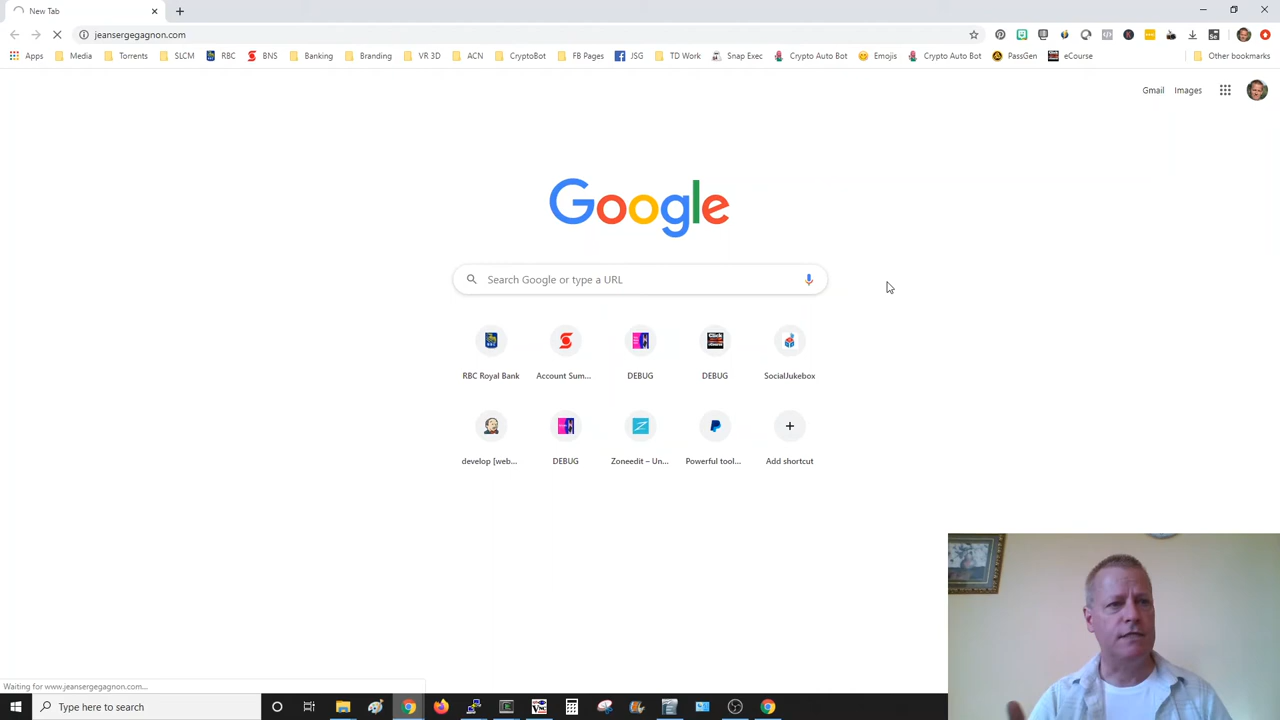 New Tab
jeansergegagnon.com
Apps Media Torrents SLCM RBC BNS Banking Branding VR 3D ACN CryptoBot FB Pages JSG TD Work Snap Exec Crypto Auto Bot Emojis Crypto Auto Bot PassGen eCourse Other bookmarks
Gmail Images
Google
Search Google or type a URL
RBC Royal Bank Account Sum... DEBUG DEBUG SocialJukebox
develop [web... DEBUG Zoneedit – Un... Powerful tool... Add shortcut
Waiting for www.jeansergegagnon.com...
Type here to search